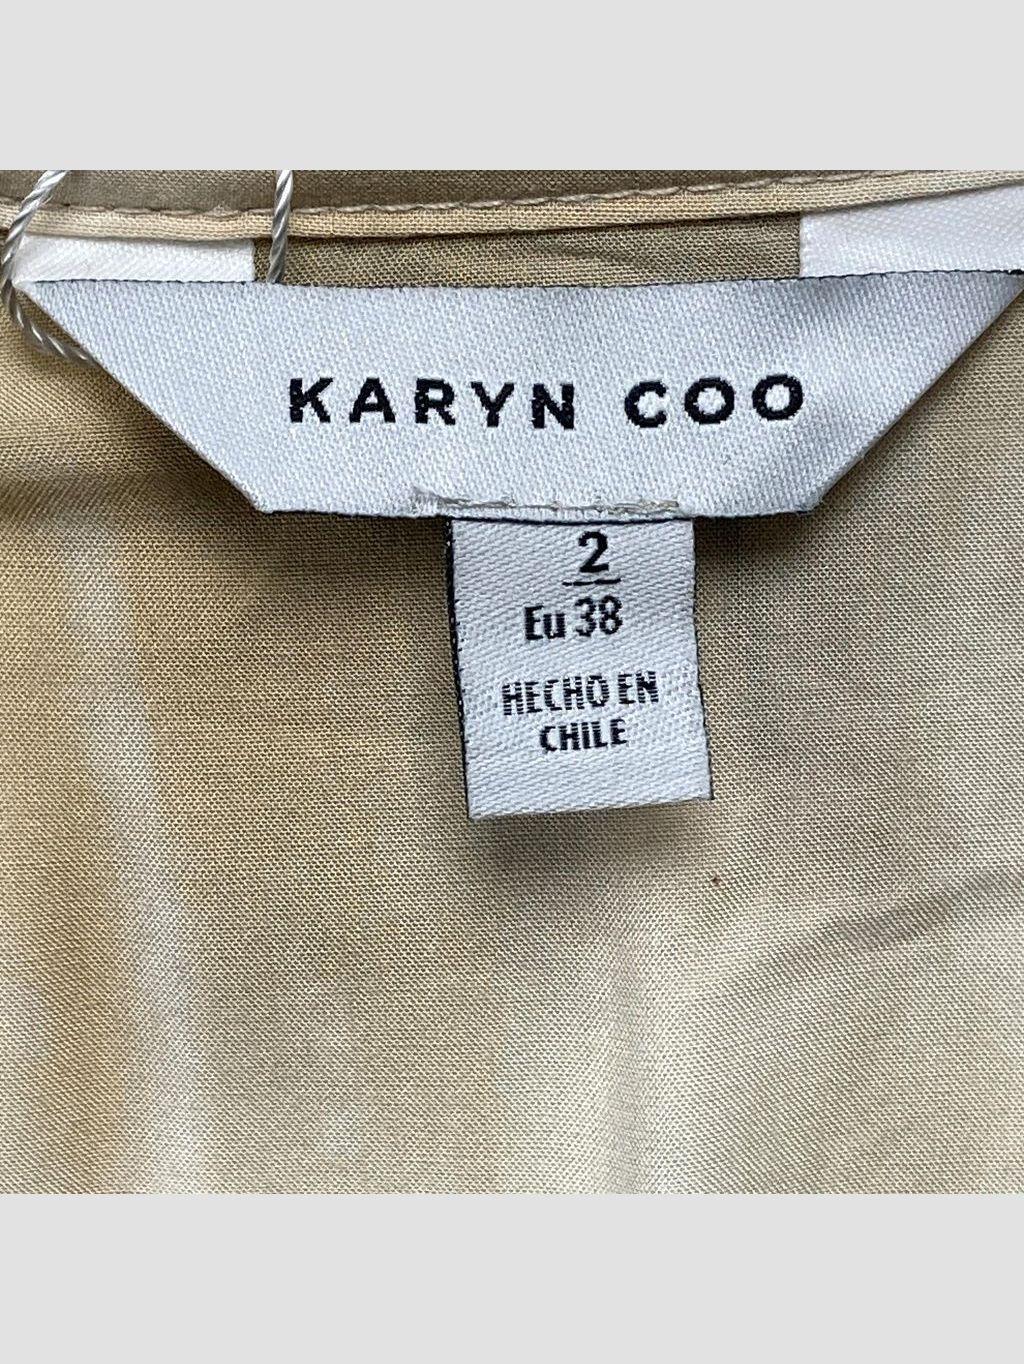 KARYN COO
2
Eu 38
HECHO EN
CHILE